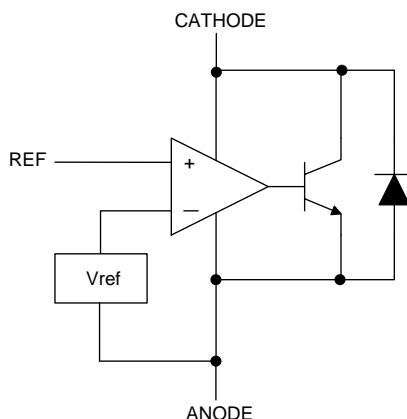 CATHODE
REF
+
−
Vref
ANODE